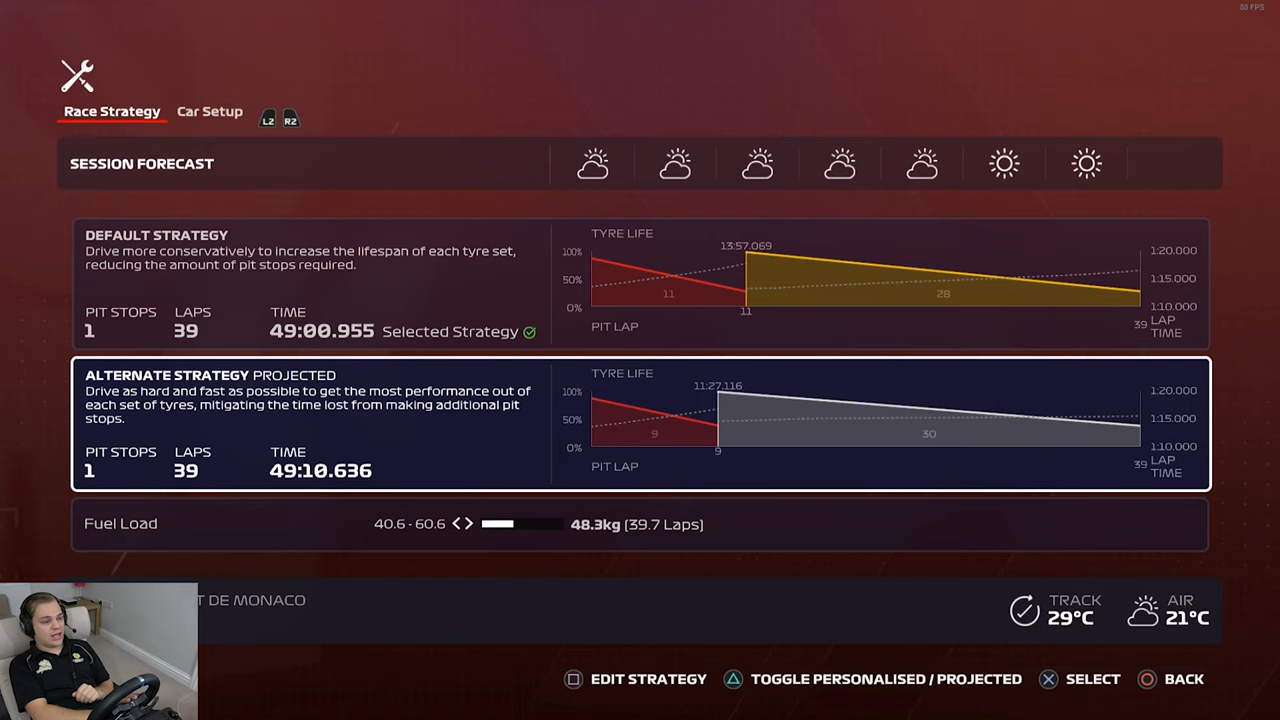 80 FPS
Race Strategy
Car Setup
L2 R2
SESSION FORECAST
DEFAULT STRATEGY
Drive more conservatively to increase the lifespan of each tyre set,
reducing the amount of pit stops required.
PIT STOPS LAPS TIME
1 39 49:00.955 Selected Strategy
TYRE LIFE
13:57.069
100%
50%
0%
11
28
1:20.000
1:15.000
1:10.000
PIT LAP
11
39
LAP
TIME
ALTERNATE STRATEGY PROJECTED
Drive as hard and fast as possible to get the most performance out of
each set of tyres, mitigating the time lost from making additional pit
stops.
PIT STOPS LAPS TIME
1 39 49:10.636
TYRE LIFE
11:27.116
100%
50%
0%
9
30
1:20.000
1:15.000
1:10.000
PIT LAP
9
39
LAP
TIME
Fuel Load 40.6 - 60.6 <> 48.3kg (39.7 Laps)
T DE MONACO
TRACK
29°C
AIR
21°C
EDIT STRATEGY TOGGLE PERSONALISED / PROJECTED SELECT BACK